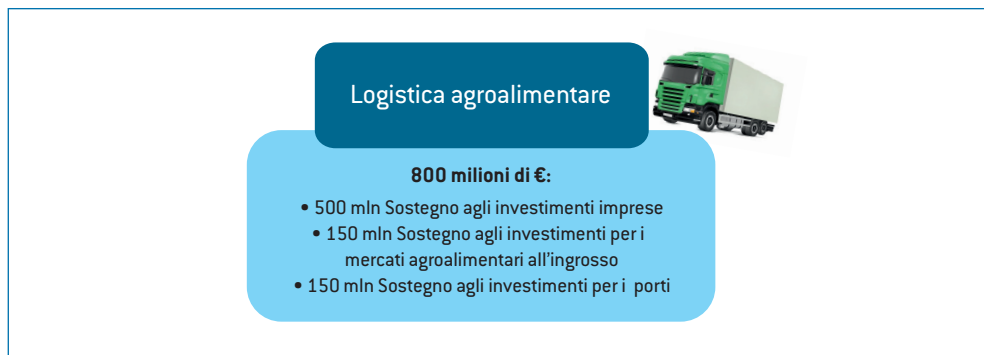 Logistica agroalimentare
800 milioni di €:
• 500 mln Sostegno agli investimenti imprese
• 150 mln Sostegno agli investimenti per i
mercati agroalimentari all'ingrosso
• 150 mln Sostegno agli investimenti per i porti